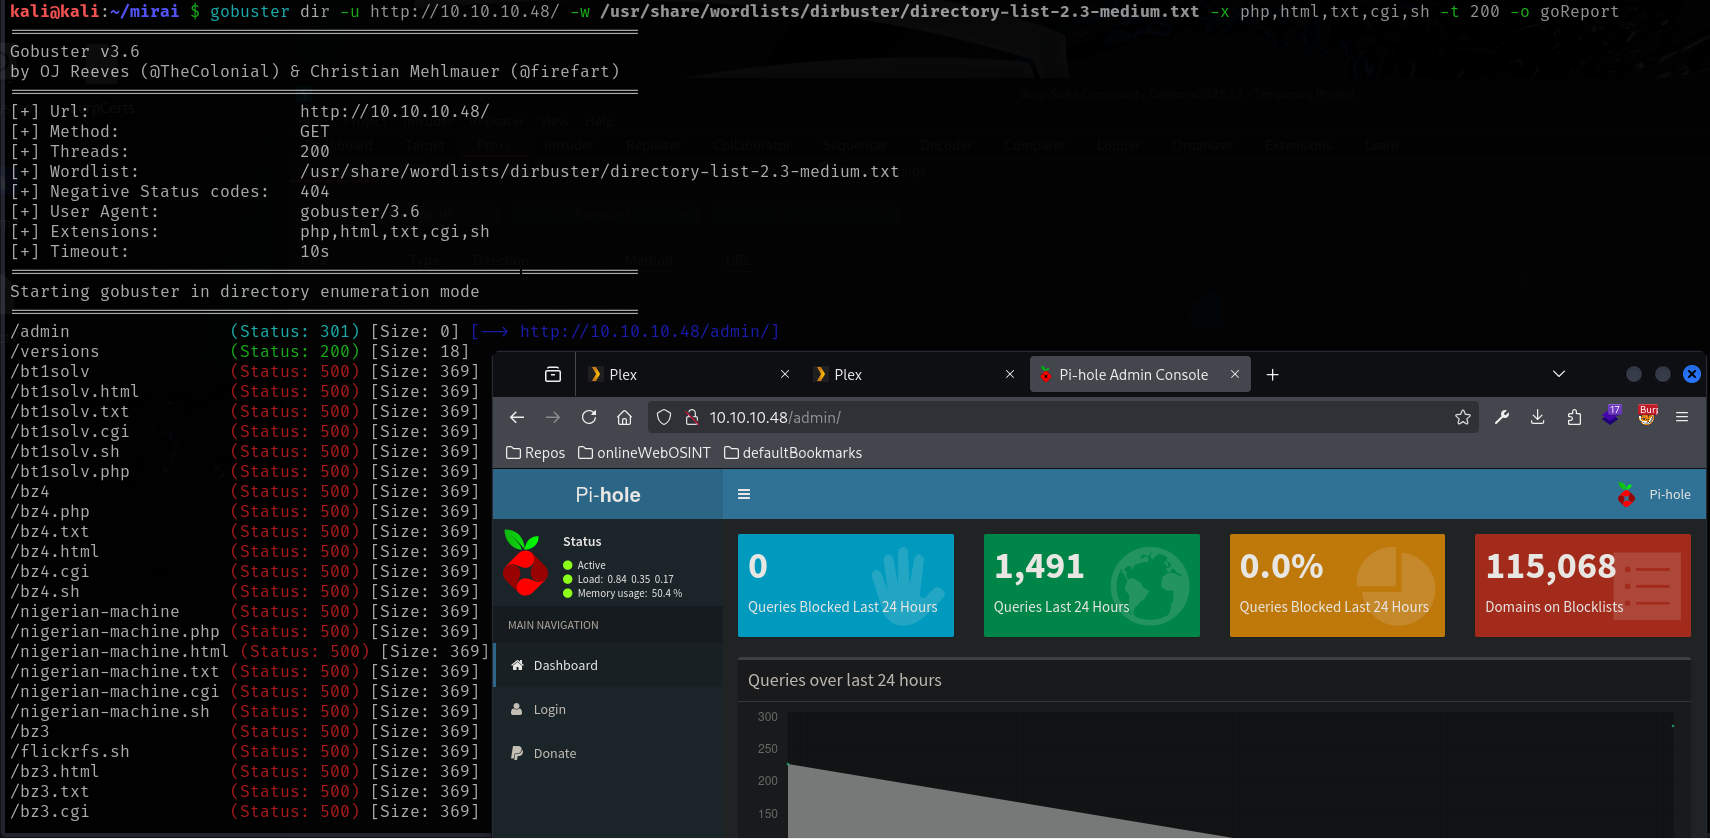 kali@kali:~/mirai $ gobuster dir -u http://10.10.10.48/ -w /usr/share/wordlists/dirbuster/directory-list-2.3-medium.txt -x php,html,txt,cgi,sh -t 200 -o goReport
Gobuster v3.6
by OJ Reeves (@TheColonial) & Christian Mehlmauer (@firefart)
[+] Url: http://10.10.10.48/
[+] Method: GET
[+] Threads: 200
[+] Wordlist: /usr/share/wordlists/dirbuster/directory-list-2.3-medium.txt
[+] Negative Status codes: 404
[+] User Agent: gobuster/3.6
[+] Extensions: php,html,txt,cgi,sh
[+] Timeout: 10s
Starting gobuster in directory enumeration mode
/admin (Status: 301) [Size: 0] [--> http://10.10.10.48/admin/]
/versions (Status: 200) [Size: 18]
/bt1solv (Status: 500) [Size: 369]
/bt1solv.html (Status: 500) [Size: 369]
/bt1solv.txt (Status: 500) [Size: 369]
/bt1solv.cgi (Status: 500) [Size: 369]
/bt1solv.sh (Status: 500) [Size: 369]
/bt1solv.php (Status: 500) [Size: 369]
/bz4 (Status: 500) [Size: 369]
/bz4.php (Status: 500) [Size: 369]
/bz4.txt (Status: 500) [Size: 369]
/bz4.html (Status: 500) [Size: 369]
/bz4.cgi (Status: 500) [Size: 369]
/bz4.sh (Status: 500) [Size: 369]
/nigerian-machine (Status: 500) [Size: 369]
/nigerian-machine.php (Status: 500) [Size: 369]
/nigerian-machine.html (Status: 500) [Size: 369]
/nigerian-machine.txt (Status: 500) [Size: 369]
/nigerian-machine.cgi (Status: 500) [Size: 369]
/nigerian-machine.sh (Status: 500) [Size: 369]
/bz3 (Status: 500) [Size: 369]
/flickrfs.sh (Status: 500) [Size: 369]
/bz3.html (Status: 500) [Size: 369]
/bz3.txt (Status: 500) [Size: 369]
/bz3.cgi (Status: 500) [Size: 369]
Plex
Plex
Pi-hole Admin Console
10.10.10.48/admin/
17
Repos
onlineWebOSINT
defaultBookmarks
Pi-hole
Pi-hole
Status
Active
Load: 0.84 0.35 0.17
Memory usage: 50.4 %
MAIN NAVIGATION
Dashboard
Login
Donate
0
Queries Blocked Last 24 Hours
1,491
Queries Last 24 Hours
0.0%
Queries Blocked Last 24 Hours
115,068
Domains on Blocklists
Queries over last 24 hours
300
250
200
150